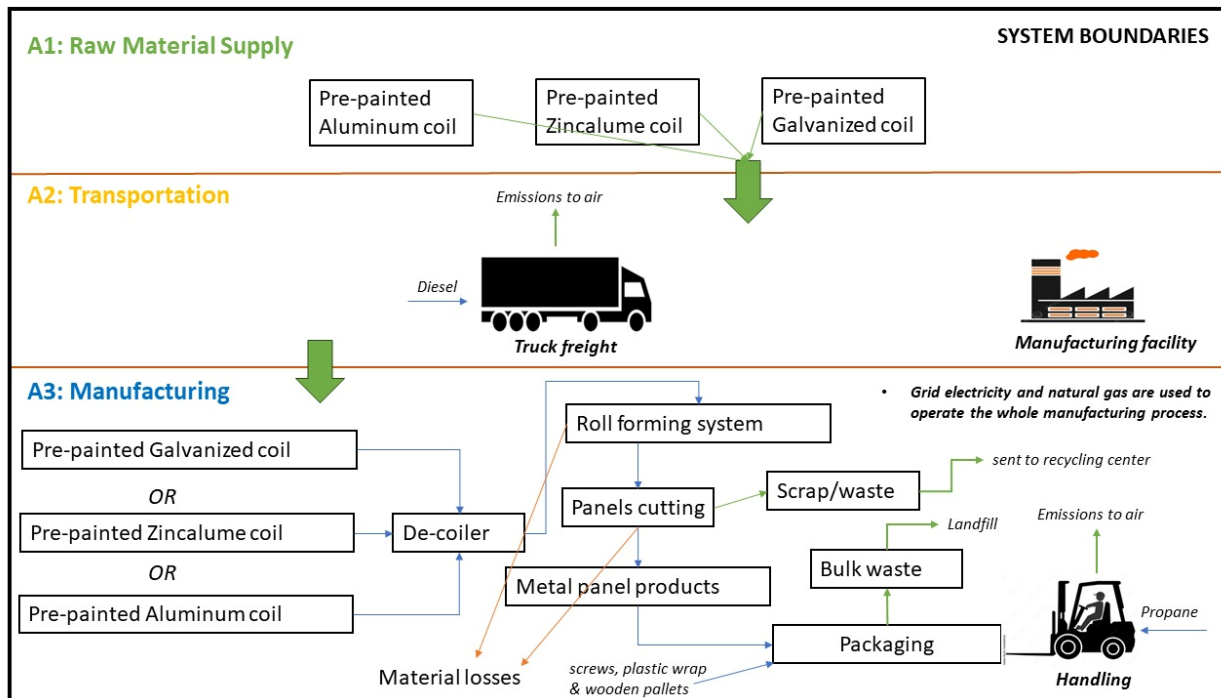 A1: Raw Material Supply
SYSTEM BOUNDARIES
Pre-painted
Aluminum coil
Pre-painted
Zincalume coil
Pre-painted
Galvanized coil
A2: Transportation
Emissions to air
Diesel
Truck freight
Manufacturing facility
A3: Manufacturing
• Grid electricity and natural gas are used to
operate the whole manufacturing process.
Pre-painted Galvanized coil
OR
Pre-painted Zincalume coil
OR
Pre-painted Aluminum coil
De-coiler
Roll forming system
Panels cutting
Scrap/waste
sent to recycling center
Metal panel products
Bulk waste
Landfill
Emissions to air
Propane
Packaging
Handling
Material losses
screws, plastic wrap
& wooden pallets